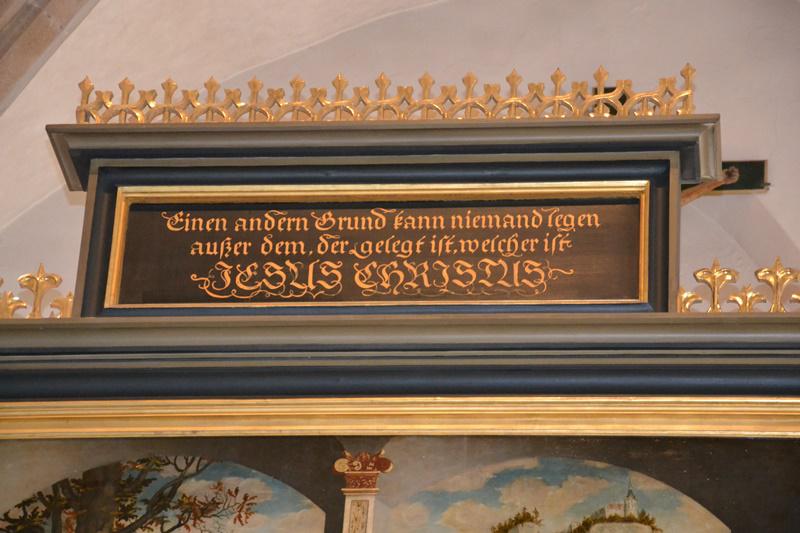 Einen andern Grund kann niemand legen
außer dem, der gelegt ist, welcher ist:
JESUS CHRISTUS